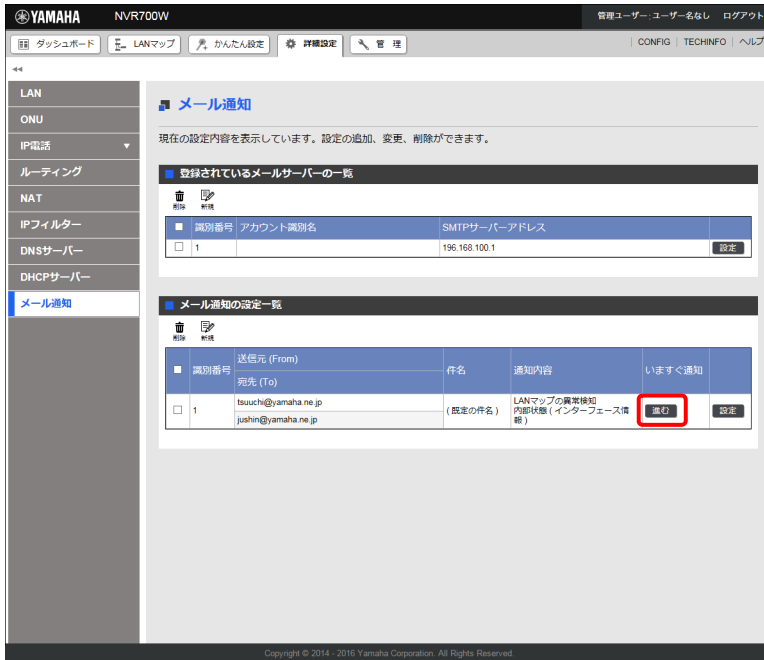 YAMAHA NVR700W 管理ユーザー:ユーザー名なし ログアウト
ダッシュボード LANマップ かんたん設定 詳細設定 管 理 | CONFIG | TECHINFO | ヘルプ
LAN
ONU
IP電話
ルーティング
NAT
IPフィルター
DNSサーバー
DHCPサーバー
メール通知
メール通知
現在の設定内容を表示しています。設定の追加、変更、削除ができます。
登録されているメールサーバーの一覧
削除 新規
識別番号 アカウント識別名 SMTPサーバーアドレス
1 196.168.100.1 設定
メール通知の設定一覧
削除 新規
識別番号 送信元 (From) 件名 通知内容 いますぐ通知
宛先 (To)
1 tsuuchi@yamaha.ne.jp (既定の件名) LANマップの異常検知 進む 設定
内部状態 ( インターフェース情
報 )
jushin@yamaha.ne.jp
Copyright © 2014 - 2016 Yamaha Corporation. All Rights Reserved.